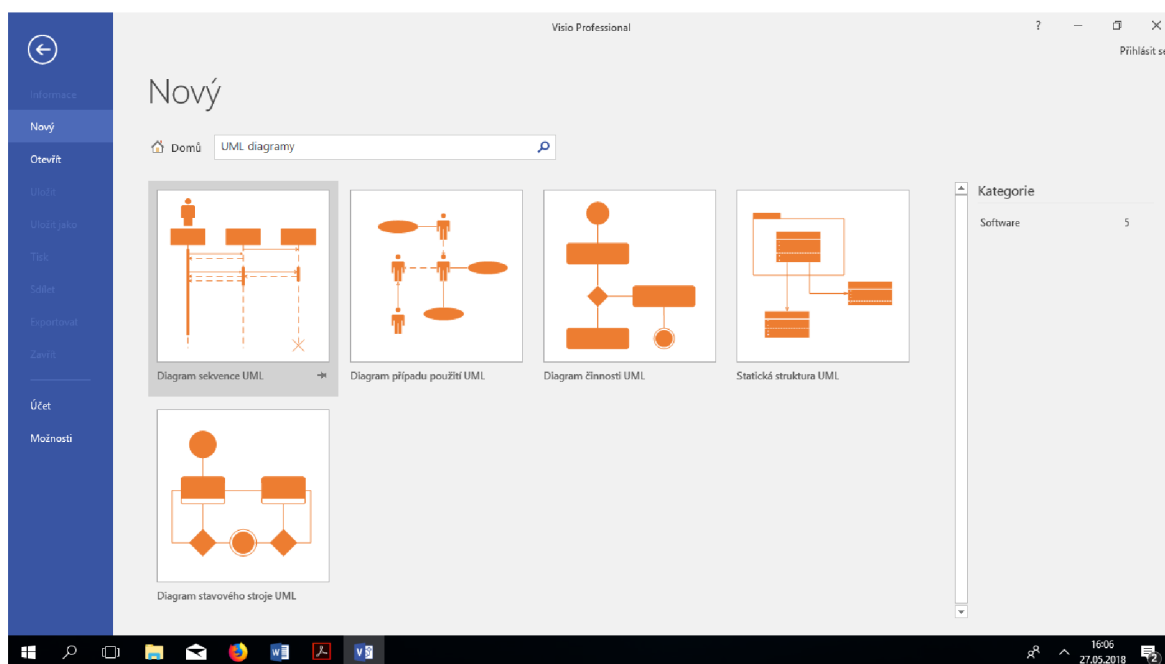 Visio Professional
?
Přihlásit se
Informace
Nový
Otevřít
Uložit
Uložit jako
Tisk
Sdílet
Exportovat
Zavřít
Účet
Možnosti
Nový
Domů
UML diagramy
Diagram sekvence UML
Diagram případu použití UML
Diagram činnosti UML
Statická struktura UML
Diagram stavového stroje UML
Kategorie
Software 5
16:06
27.05.2018
2